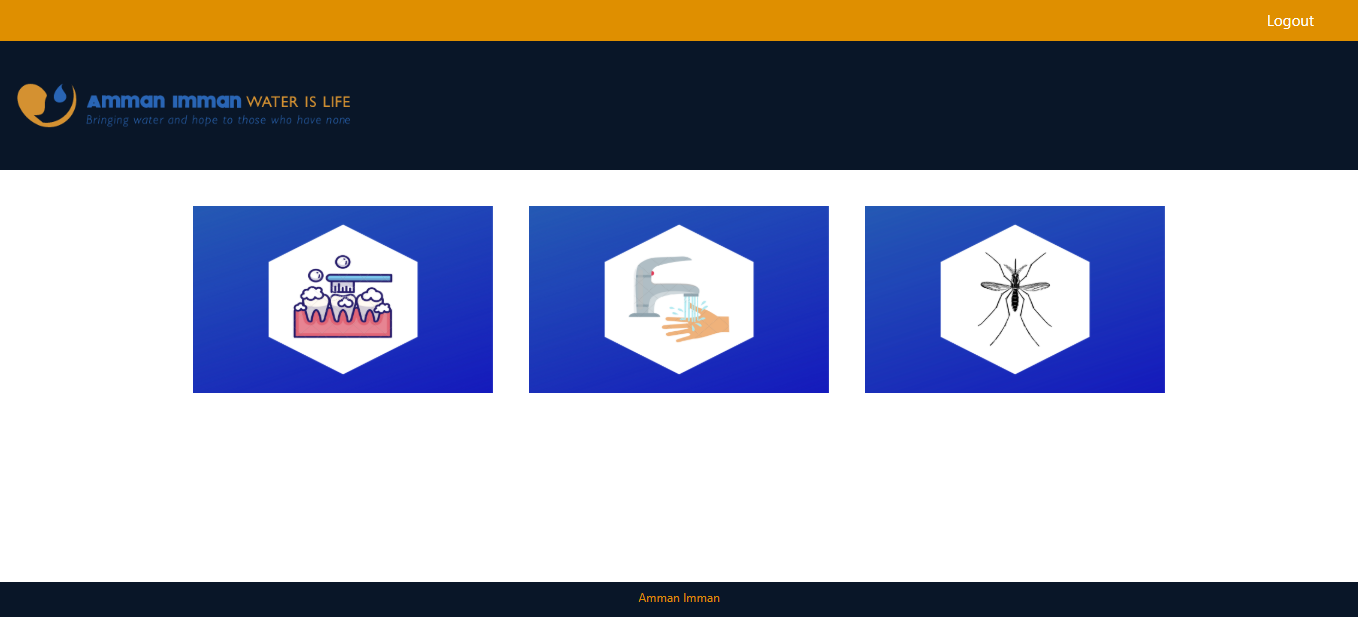 Logout
Amman Imman WATER IS LIFE
Bringing water and hope to those who have none
Amman Imman